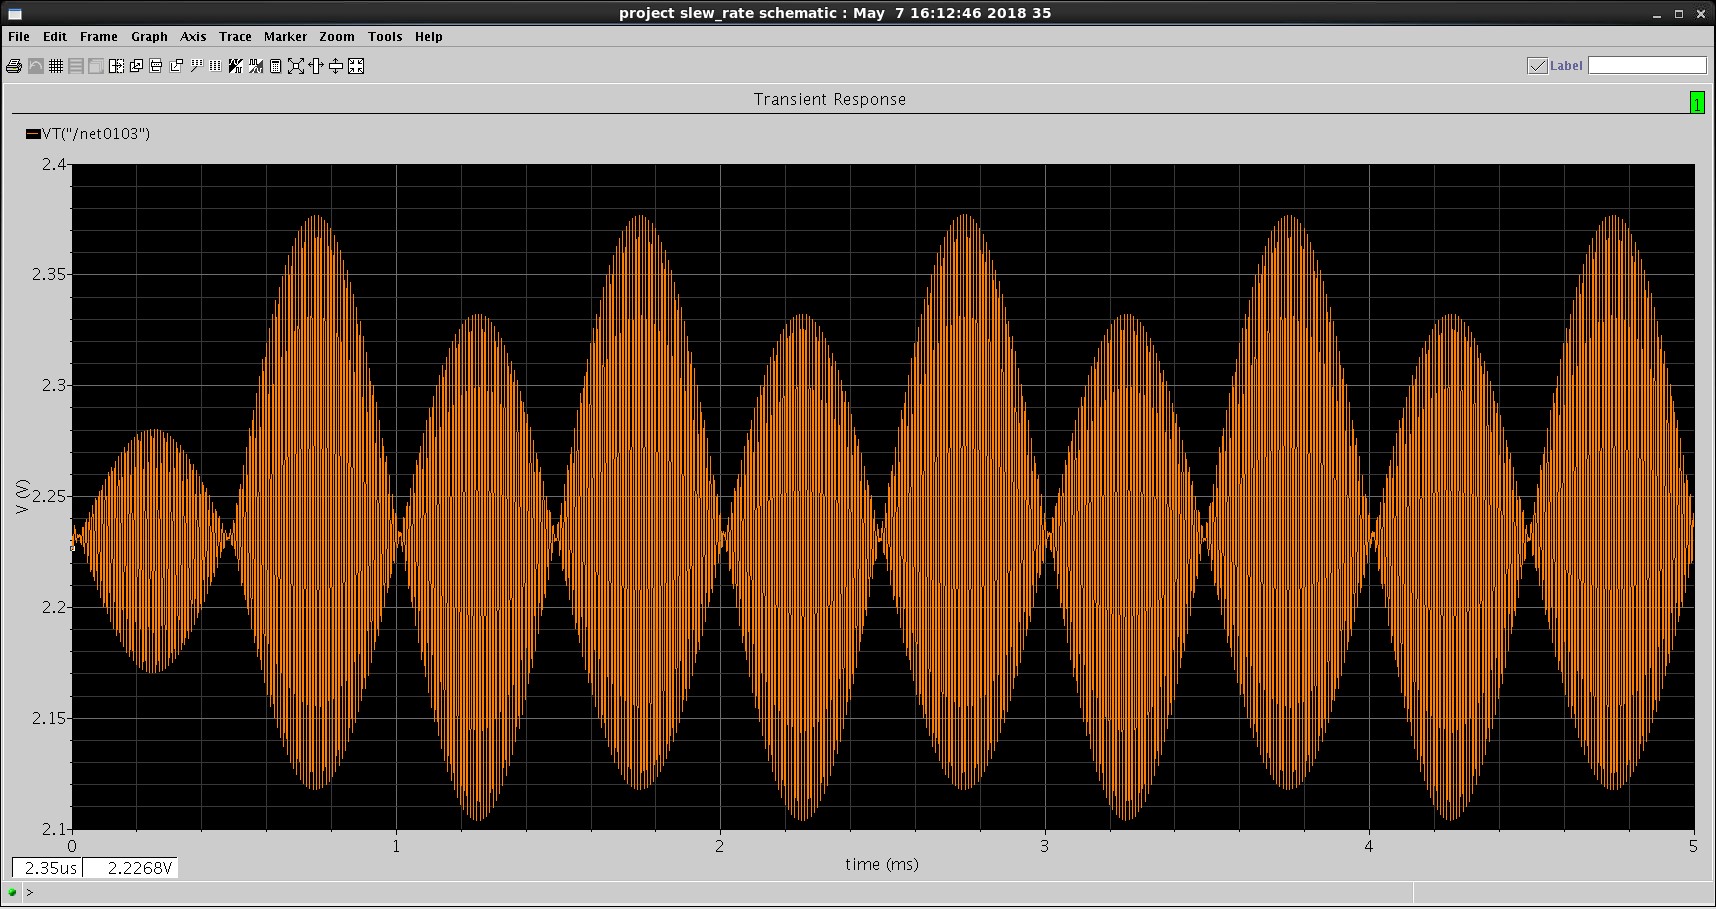 project slew_rate schematic : May  7 16:12:46 2018 35
File Edit Frame Graph Axis Trace Marker Zoom Tools Help
Label
Transient Response
1
VT("/net0103")
2.4
2.35
2.3
2.25
2.2
2.15
2.1
V (V)
0 1 2 3 4 5
time (ms)
2.35us 2.2268V
>